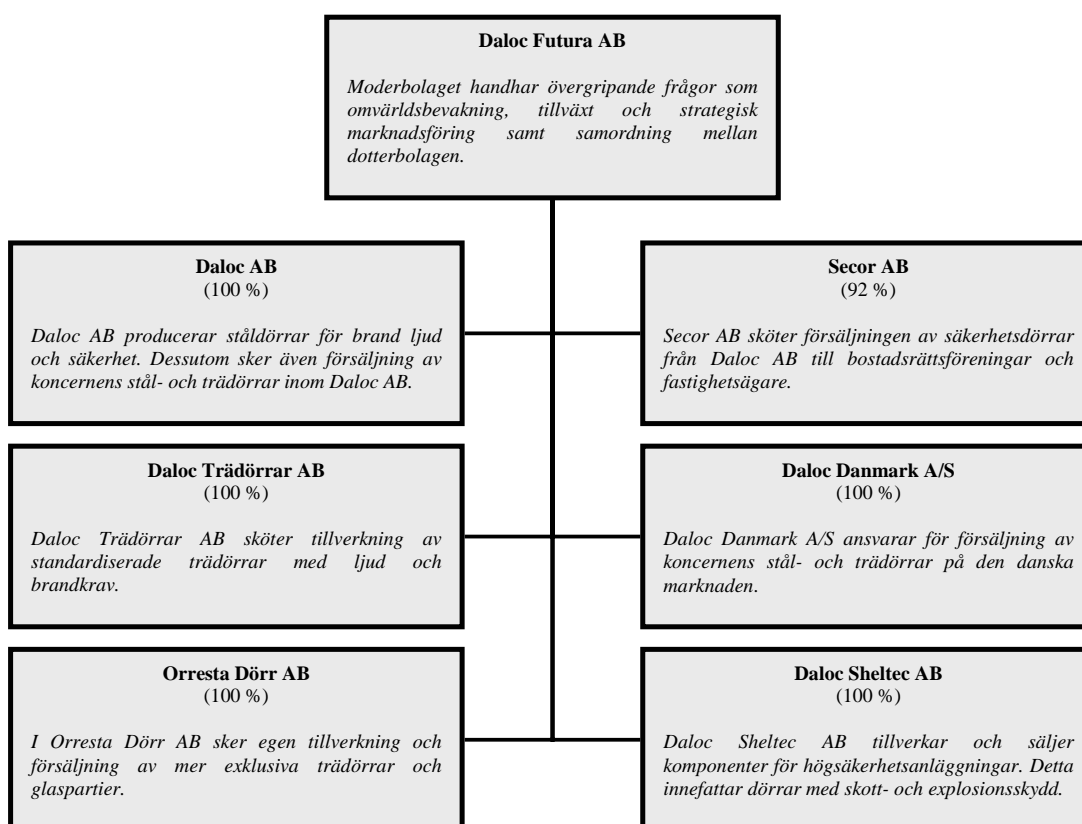 Daloc Futura AB
Moderbolaget handhar övergripande frågor som
omvärldsbevakning, tillväxt och strategisk
marknadsföring samt samordning mellan
dotterbolagen.
Daloc AB
(100 %)
Daloc AB producerar ståldörrar för brand ljud
och säkerhet. Dessutom sker även försäljning av
koncernens stål- och trädörrar inom Daloc AB.
Secor AB
(92 %)
Secor AB sköter försäljningen av säkerhetsdörrar
från Daloc AB till bostadsrättsföreningar och
fastighetsägare.
Daloc Trädörrar AB
(100 %)
Daloc Trädörrar AB sköter tillverkning av
standardiserade trädörrar med ljud och
brandkrav.
Daloc Danmark A/S
(100 %)
Daloc Danmark A/S ansvarar för försäljning av
koncernens stål- och trädörrar på den danska
marknaden.
Orresta Dörr AB
(100 %)
I Orresta Dörr AB sker egen tillverkning och
försäljning av mer exklusiva trädörrar och
glaspartier.
Daloc Sheltec AB
(100 %)
Daloc Sheltec AB tillverkar och säljer
komponenter för högsäkerhetsanläggningar. Detta
innefattar dörrar med skott- och explosionsskydd.